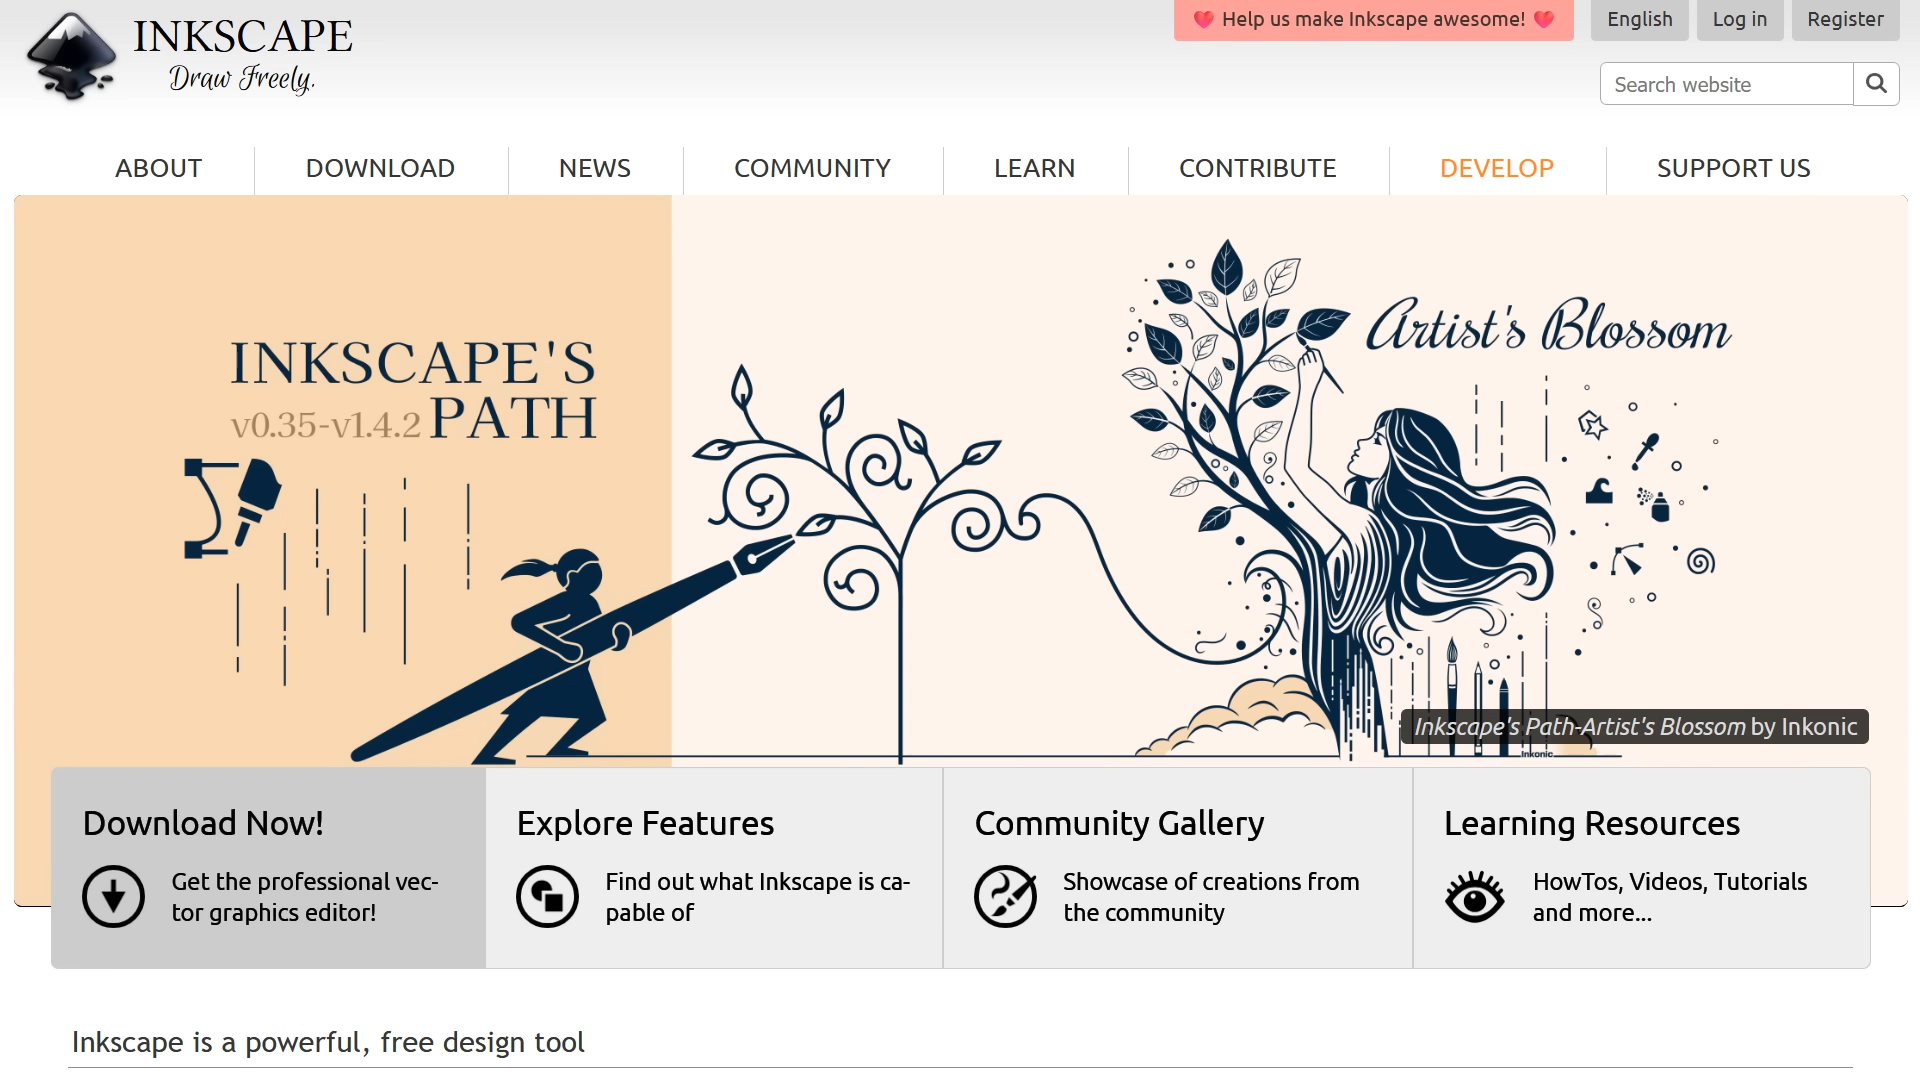 INKSCAPE
Draw Freely.
Help us make Inkscape awesome!
English
Log in
Register
Search website
ABOUT
DOWNLOAD
NEWS
COMMUNITY
LEARN
CONTRIBUTE
DEVELOP
SUPPORT US
INKSCAPE'S
v0.35-v1.4.2 PATH
Artist's Blossom
Inkscape's Path-Artist's Blossom by Inkonic
Inkonic
Download Now!
Get the professional vec-
tor graphics editor!
Explore Features
Find out what Inkscape is ca-
pable of
Community Gallery
Showcase of creations from
the community
Learning Resources
HowTos, Videos, Tutorials
and more...
Inkscape is a powerful, free design tool